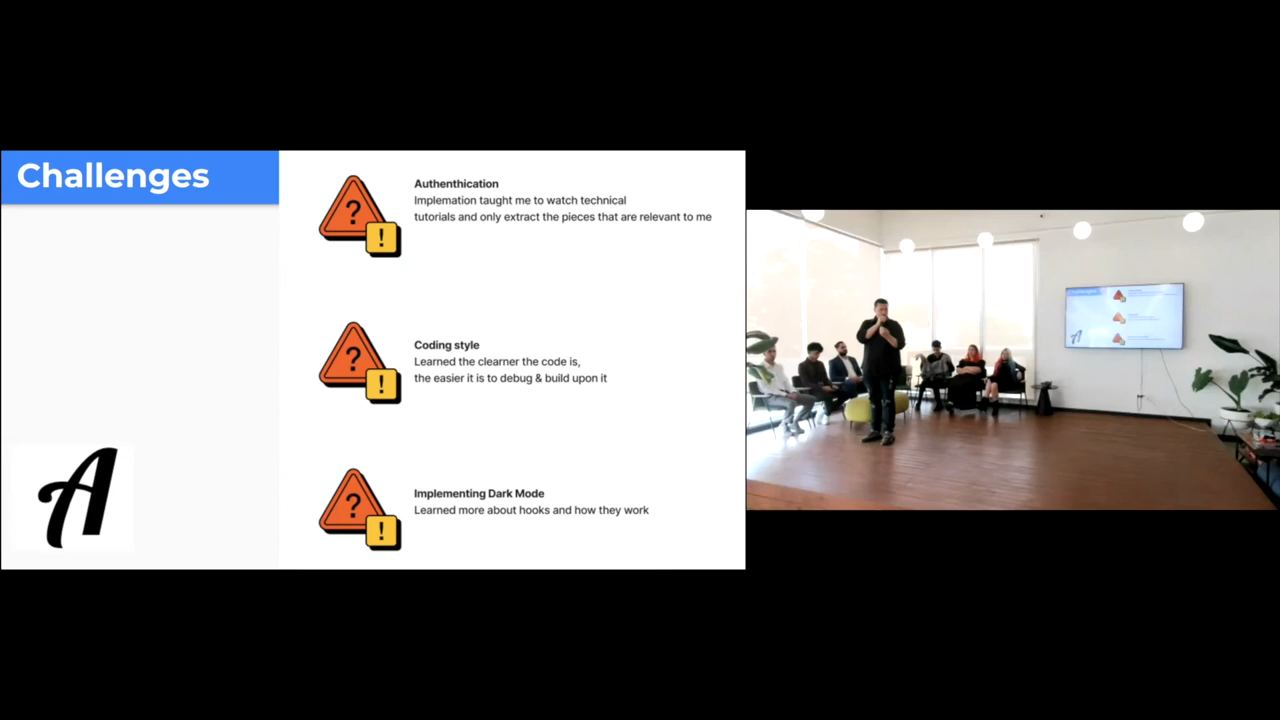 Challenges
Authenthication
Implemation taught me to watch technical
tutorials and only extract the pieces that are relevant to me
Coding style
Learned the clearner the code is,
the easier it is to debug & build upon it
Implementing Dark Mode
Learned more about hooks and how they work
A
? !
? !
? !
Challenges